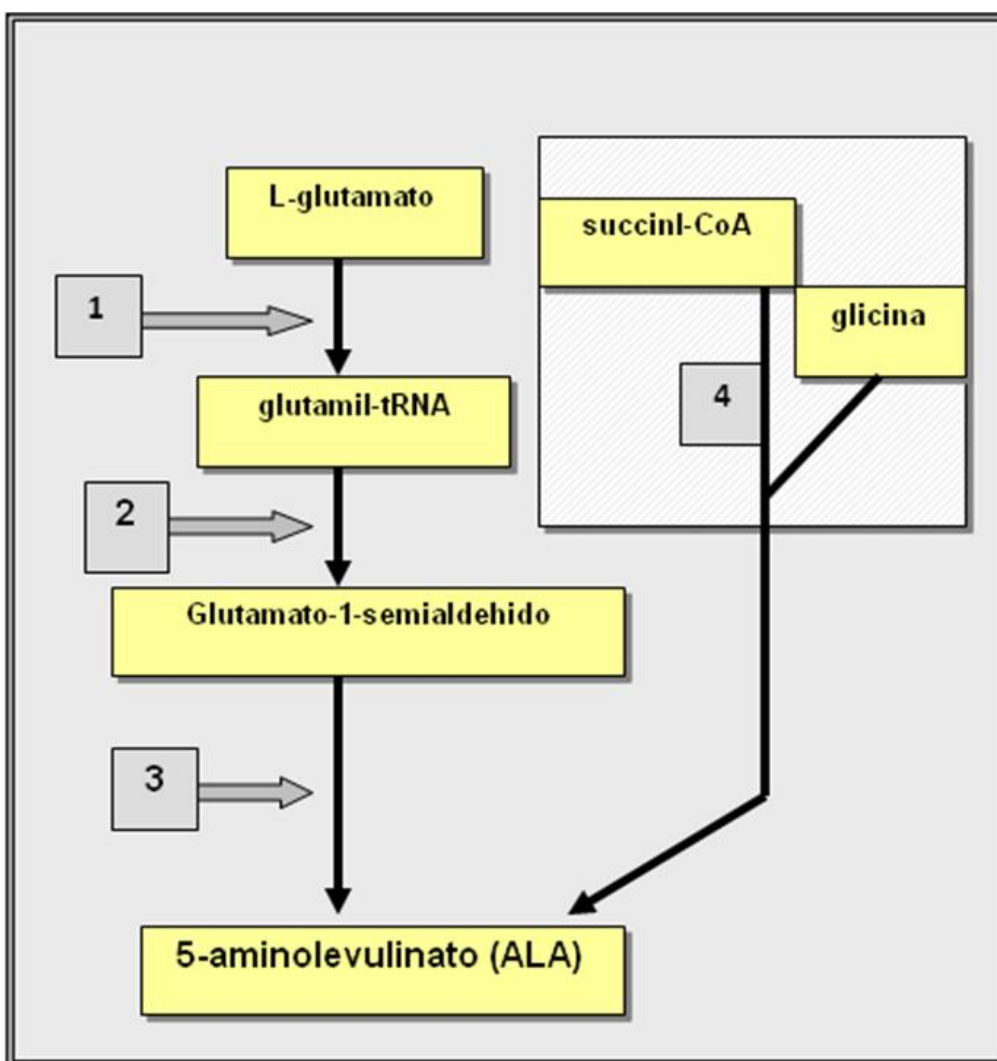 L-glutamato
succinl-CoA
1
glicina
4
glutamil-tRNA
2
Glutamato-1-semialdehido
3
5-aminolevulinato (ALA)